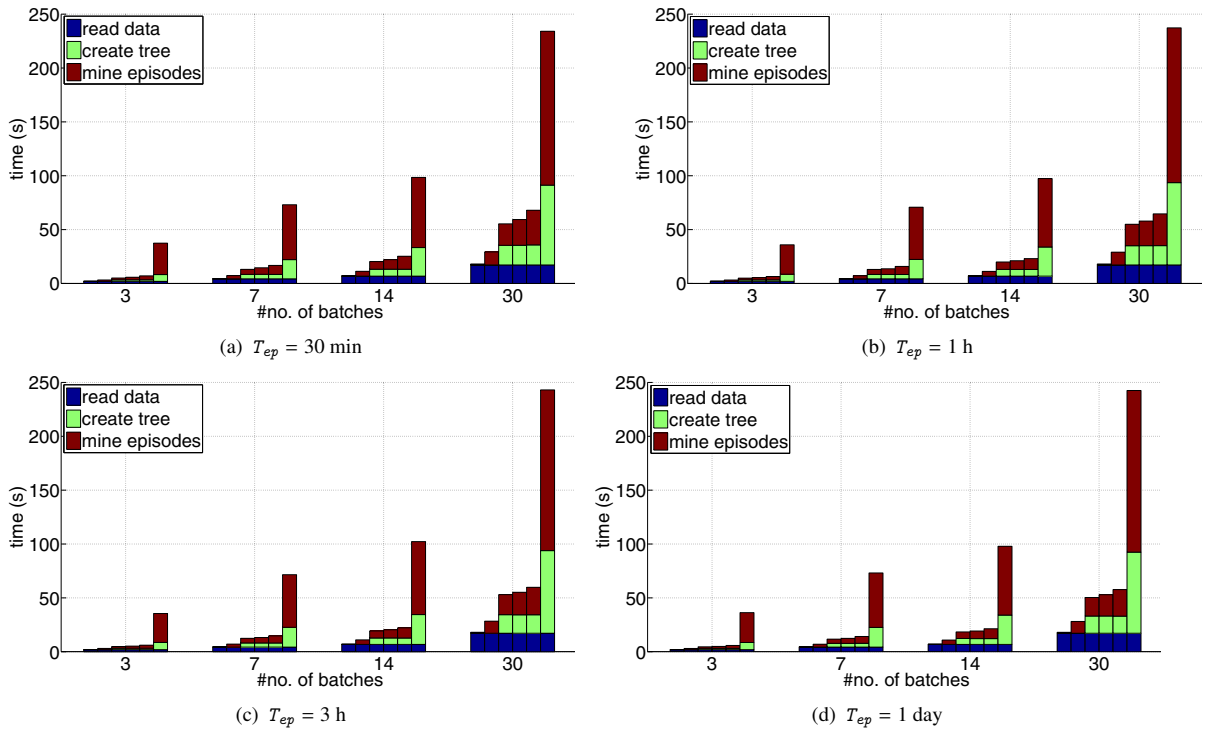 250
200
150
100
50
0
time (s)
read data
create tree
mine episodes
3 7 14 30
#no. of batches
(a) Tep = 30 min
250
200
150
100
50
0
time (s)
read data
create tree
mine episodes
3 7 14 30
#no. of batches
(b) Tep = 1 h
250
200
150
100
50
0
time (s)
read data
create tree
mine episodes
3 7 14 30
#no. of batches
(c) Tep = 3 h
250
200
150
100
50
0
time (s)
read data
create tree
mine episodes
3 7 14 30
#no. of batches
(d) Tep = 1 day